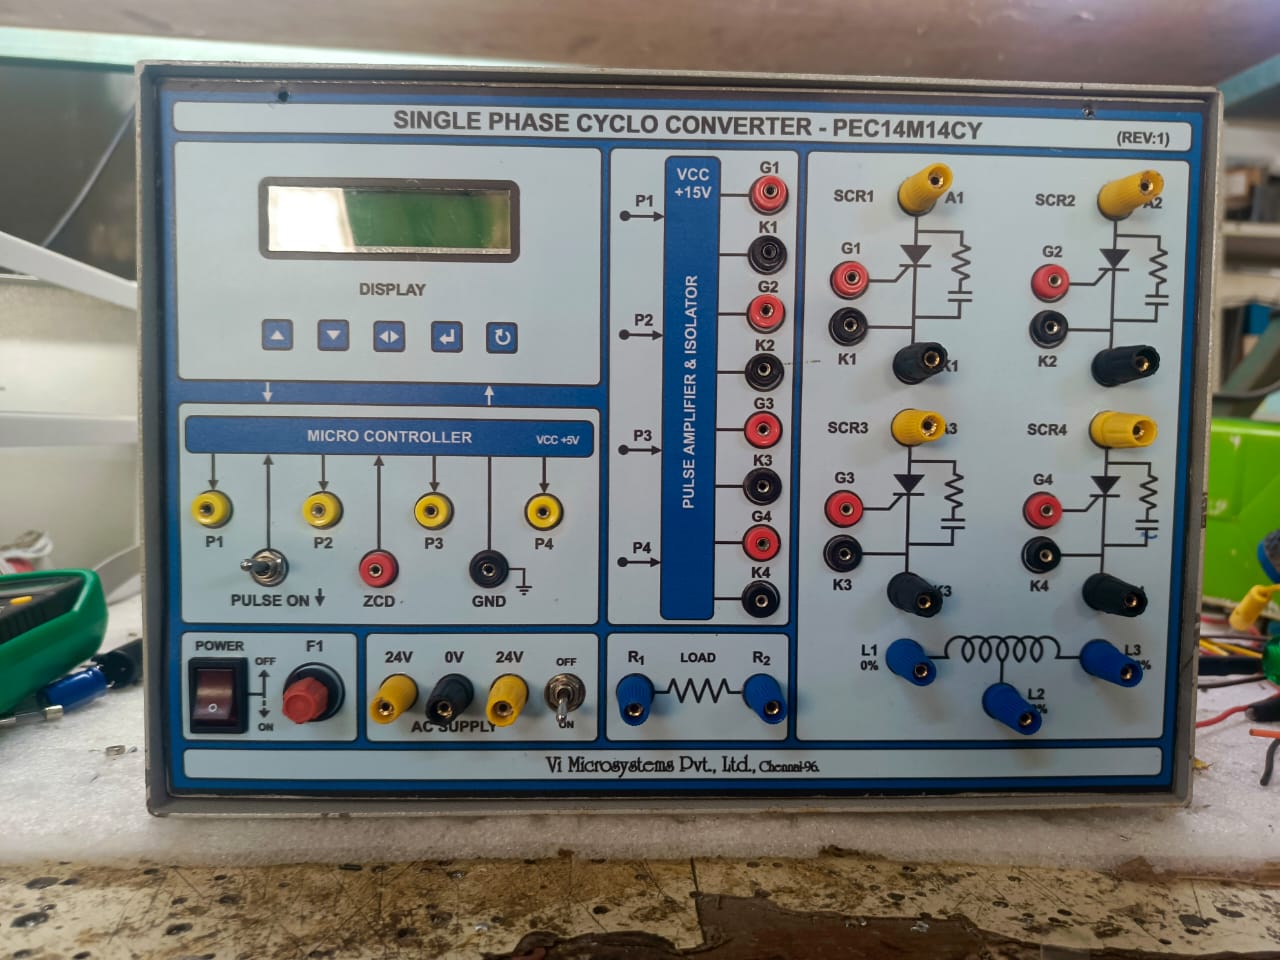 SINGLE PHASE CYCLO CONVERTER - PEC14M14CY
(REV:1)
DISPLAY
MICRO CONTROLLER
VCC +5V
P1
P2
P3
P4
PULSE ON
ZCD
GND
POWER
OFF
ON
F1
24V
0V
24V
OFF
ON
AC SUPPLY
VCC
+15V
PULSE AMPLIFIER & ISOLATOR
P1
P2
P3
P4
G1
K1
G2
K2
G3
K3
G4
K4
R1
LOAD
R2
SCR1
A1
G1
K1
K1
SCR2
A2
G2
K2
SCR3
G3
K3
K3
SCR4
G4
K4
L1
0%
L2
L3
Vi Microsystems Pvt., Ltd., Chennai-96.